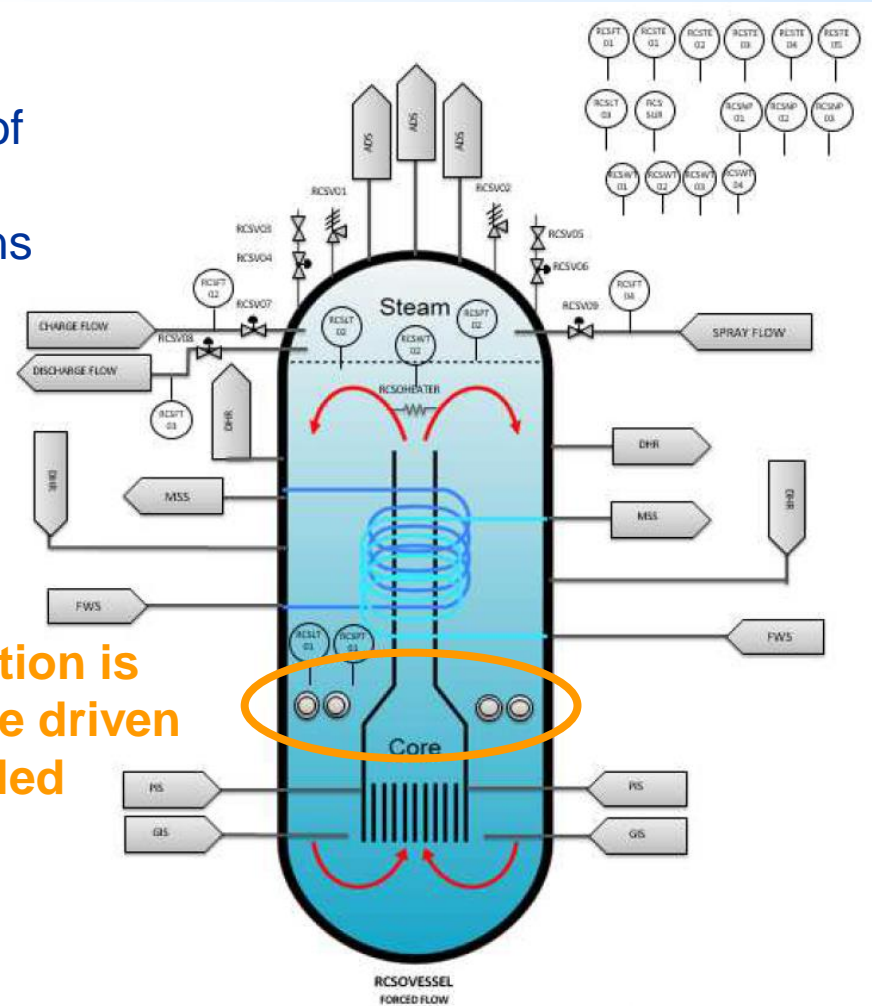 of
ns
tion is
e driven
led
RCSFT
01
RCSTE
01
RCSTE
02
RCSTE
03
RCSTE
04
RCSTE
05
RCSLT
03
RCS
SUR
RCSNP
01
RCSNP
02
RCSNP
03
RCSWT
01
RCSWT
02
RCSWT
03
RCSWT
04
ADS
ADS
ADS
RCSV01
RCSV02
RCSV03
RCSV04
RCSV05
RCSV06
RCSFT
02
RCSV07
RCSV09
RCSFT
04
CHARGE FLOW
RCSV08
DISCHARGE FLOW
RCSFT
03
SPRAY FLOW
Steam
RCSLT
02
RCSWT
02
RCSPT
02
RCSOHEATER
DHR
DHR
DHR
DHR
MSS
MSS
FWS
FWS
RCSLT
01
RCSPT
01
Core
PIS
PIS
GIS
GIS
RCSOVESSEL
FORCED FLOW